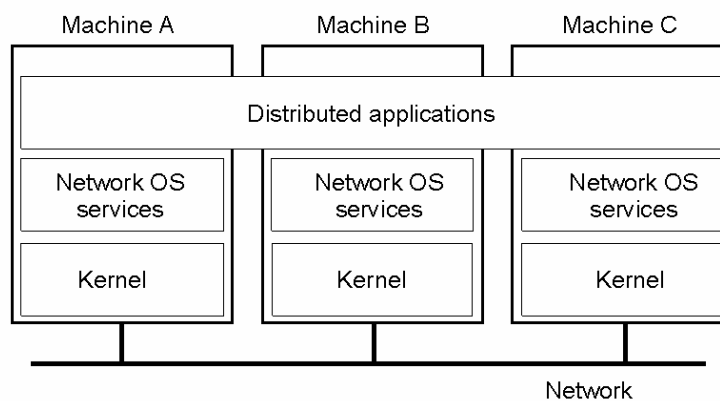 Machine A
Machine B
Machine C
Distributed applications
Network OS
services
Network OS
services
Network OS
services
Kernel
Kernel
Kernel
Network